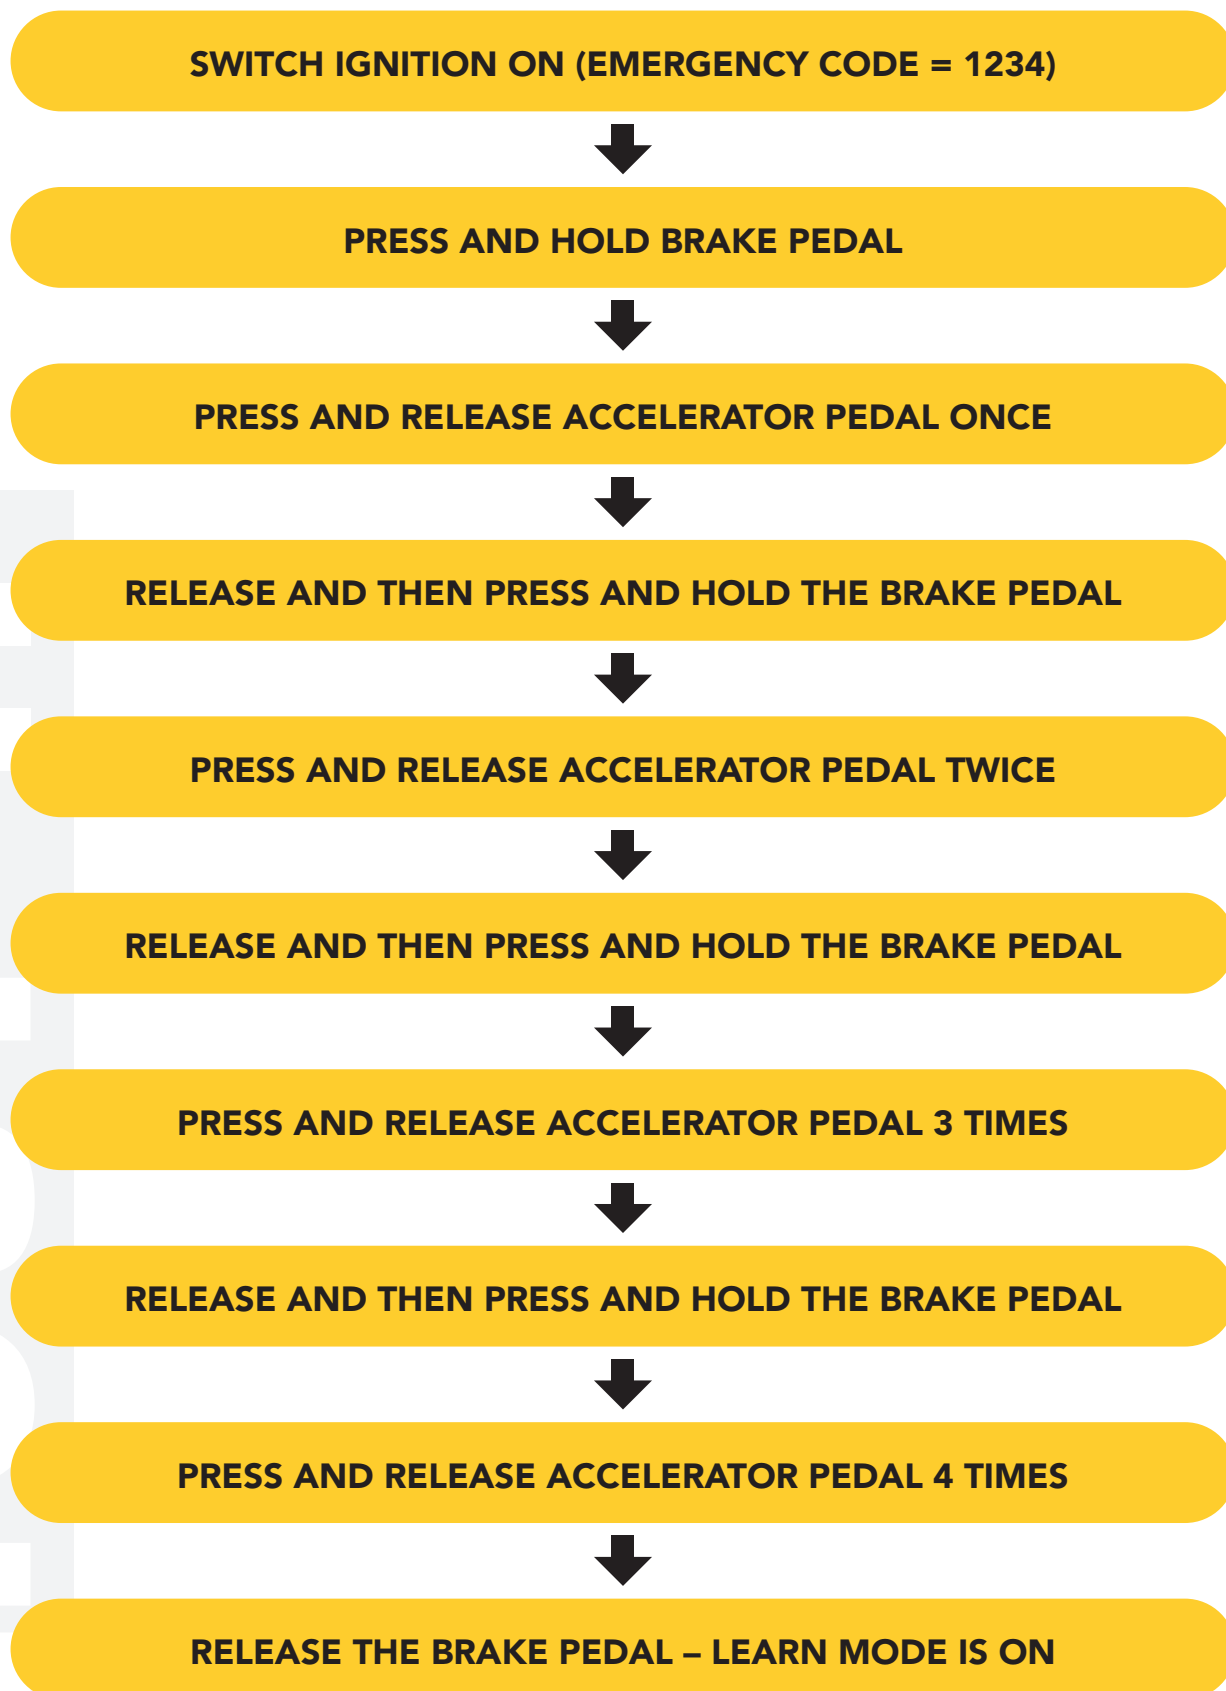 SWITCH IGNITION ON (EMERGENCY CODE = 1234)
PRESS AND HOLD BRAKE PEDAL
PRESS AND RELEASE ACCELERATOR PEDAL ONCE
RELEASE AND THEN PRESS AND HOLD THE BRAKE PEDAL
PRESS AND RELEASE ACCELERATOR PEDAL TWICE
RELEASE AND THEN PRESS AND HOLD THE BRAKE PEDAL
PRESS AND RELEASE ACCELERATOR PEDAL 3 TIMES
RELEASE AND THEN PRESS AND HOLD THE BRAKE PEDAL
PRESS AND RELEASE ACCELERATOR PEDAL 4 TIMES
RELEASE THE BRAKE PEDAL – LEARN MODE IS ON